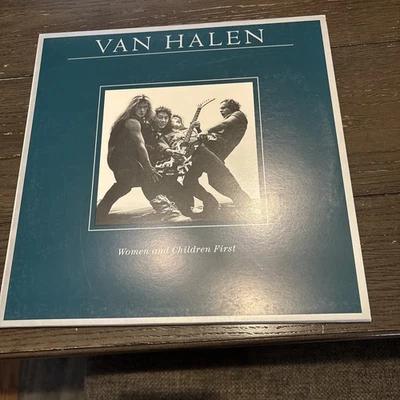 VAN HALEN
Women and Children First